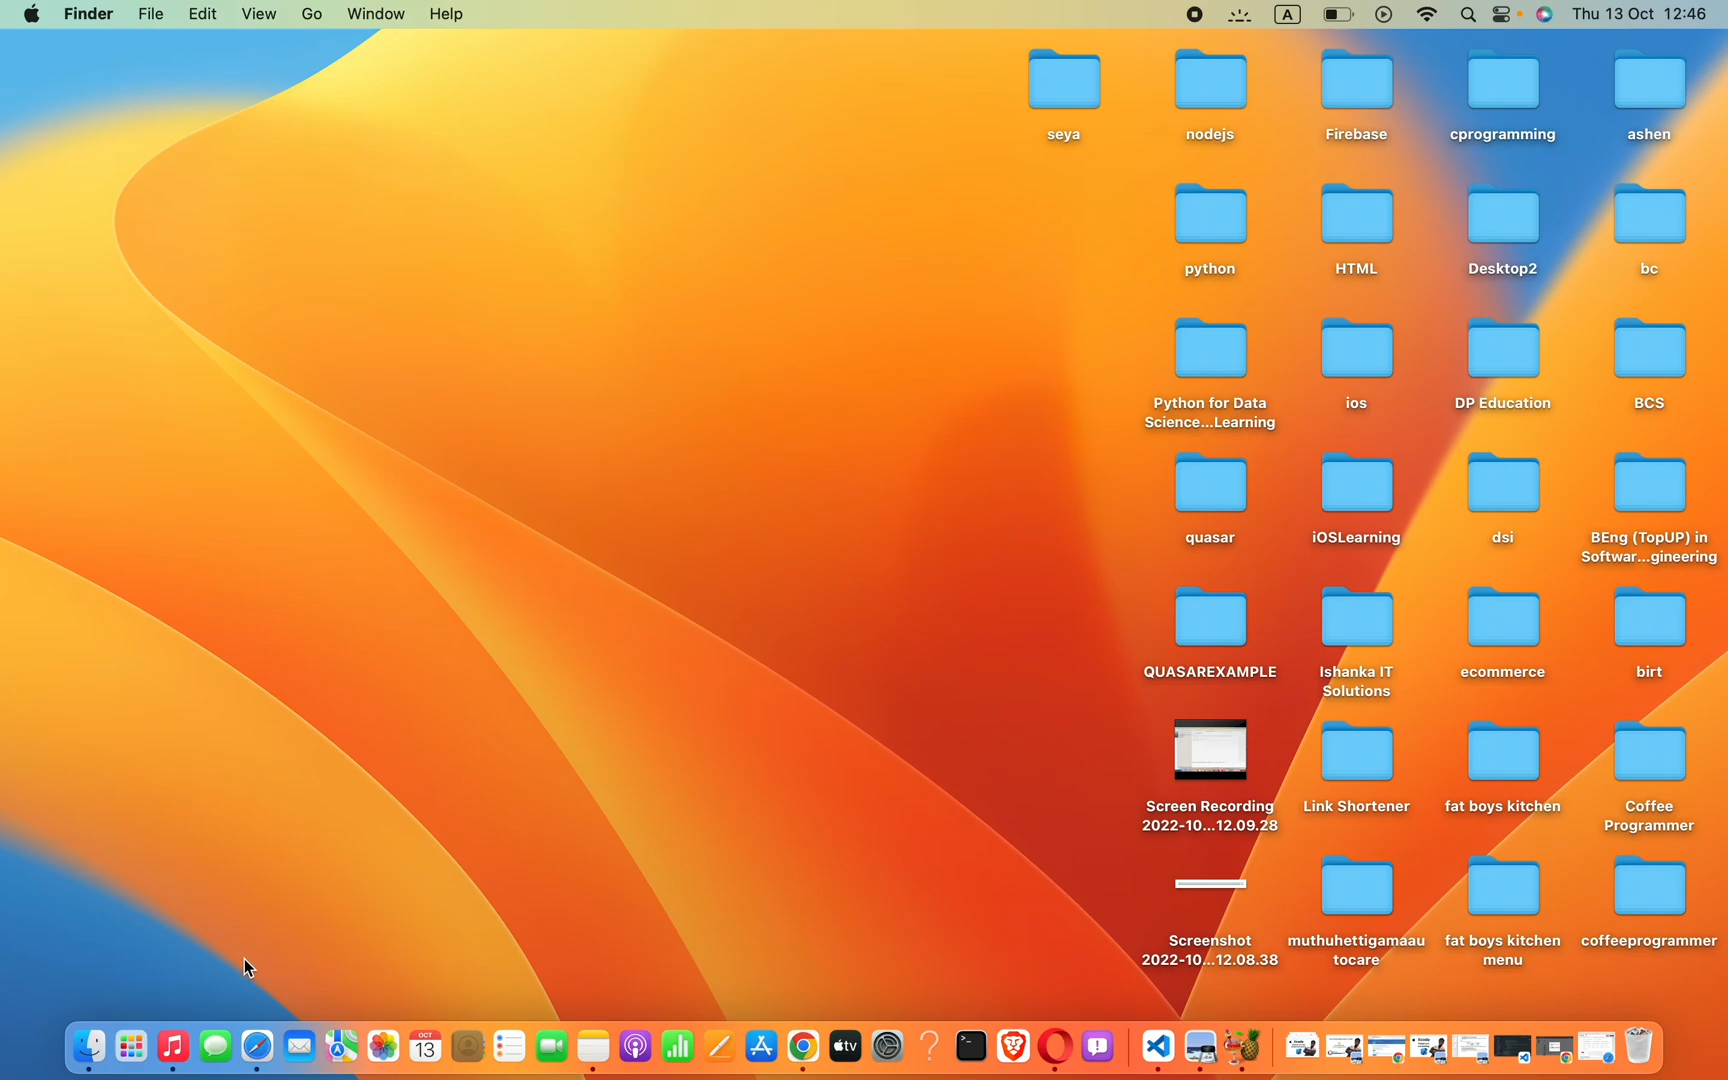 Finder File Edit View Go Window Help A Thu 13 Oct 12:46
seya nodejs Firebase cprogramming ashen
python HTML Desktop2 bc
Python for Data
Science...Learning
ios DP Education BCS
quasar iOSLearning dsi
BEng (TopUP) in
Softwar...gineering
QUASAREXAMPLE
Ishanka IT
Solutions
ecommerce birt
Screen Recording
2022-10...12.09.28
Link Shortener fat boys kitchen
Coffee
Programmer
Screenshot
2022-10...12.08.38
muthuhettigamaau
tocare
fat boys kitchen
menu
coffeeprogrammer
OCT
13
tv